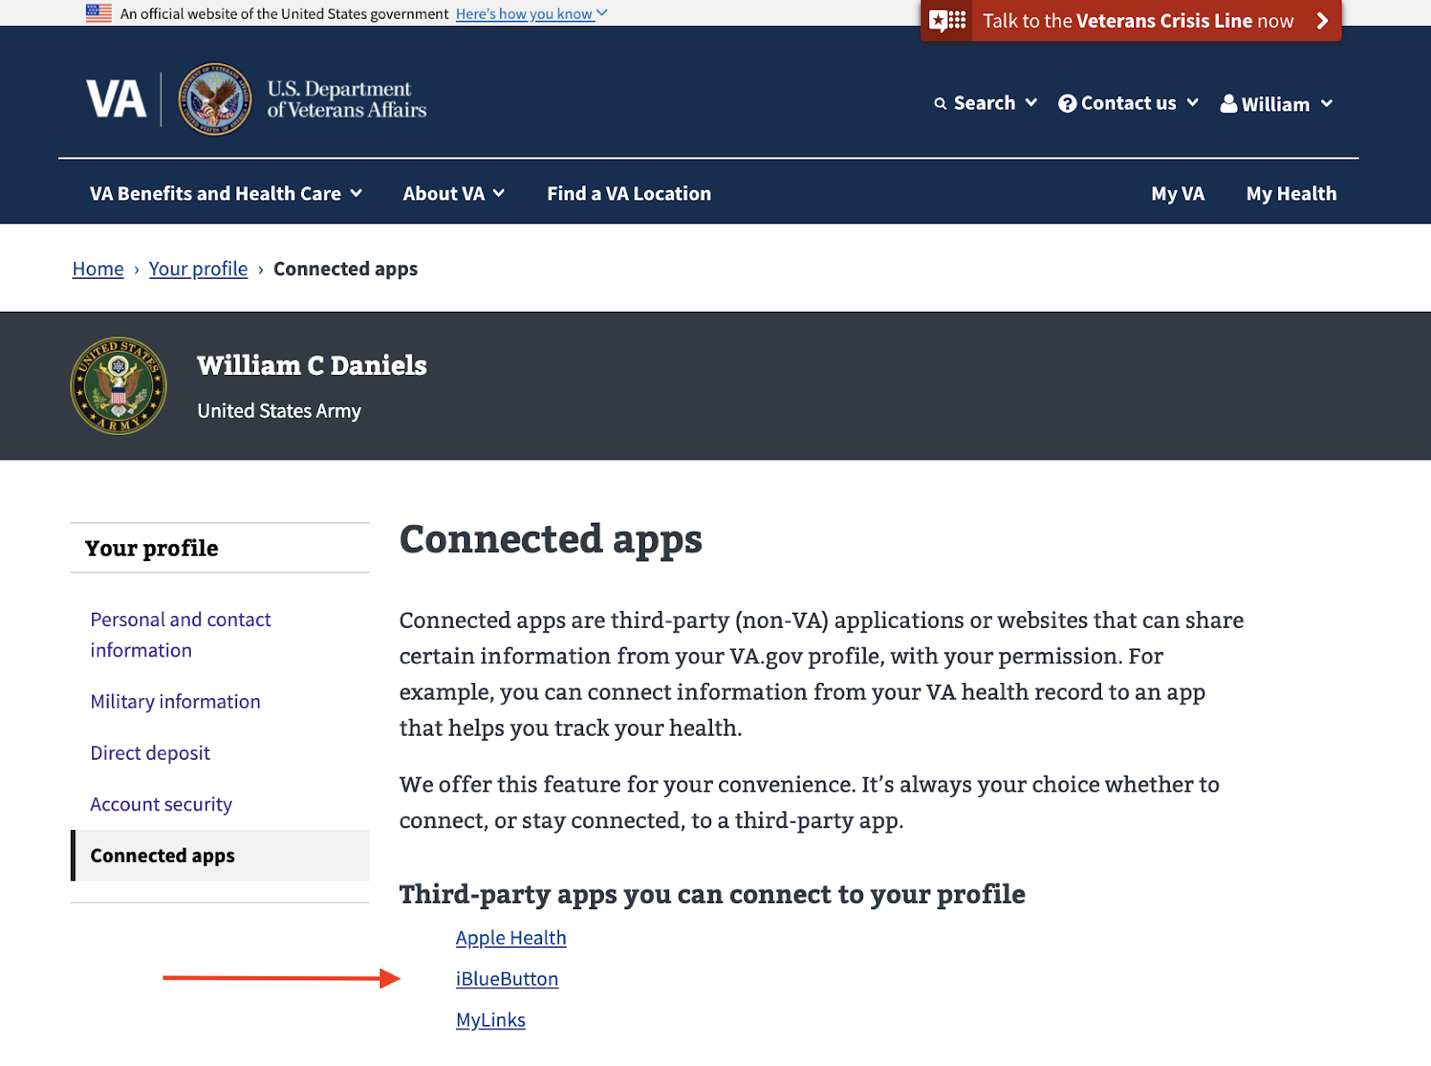 An official website of the United States government Here's how you know
Talk to the Veterans Crisis Line now
VA
U.S. Department
of Veterans Affairs
Search Contact us William
VA Benefits and Health Care About VA Find a VA Location My VA My Health
Home › Your profile › Connected apps
UNITED STATES
ARMY
William C Daniels
United States Army
Your profile
Personal and contact
information
Military information
Direct deposit
Account security
Connected apps
Connected apps
Connected apps are third-party (non-VA) applications or websites that can share
certain information from your VA.gov profile, with your permission. For
example, you can connect information from your VA health record to an app
that helps you track your health.
We offer this feature for your convenience. It’s always your choice whether to
connect, or stay connected, to a third-party app.
Third-party apps you can connect to your profile
Apple Health
iBlueButton
MyLinks